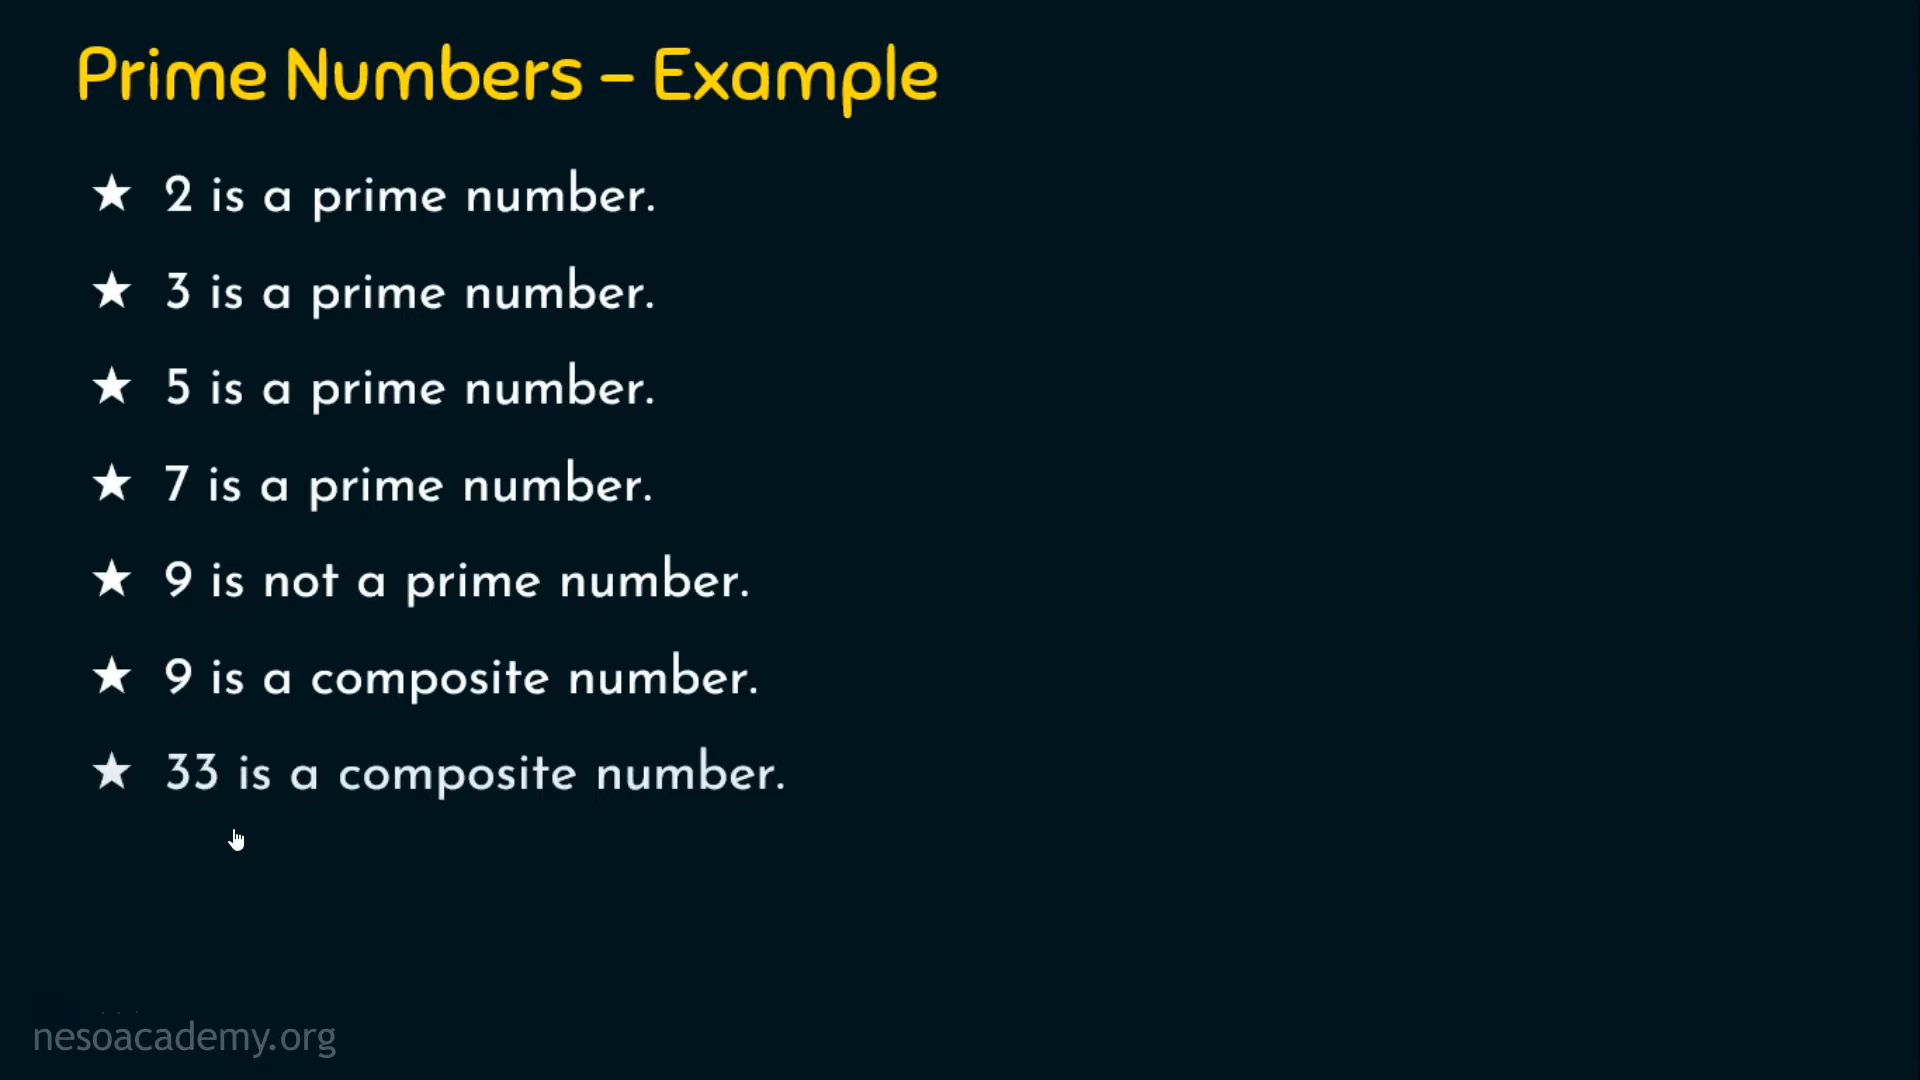 Prime Numbers – Example
★ 2 is a prime number.
★ 3 is a prime number.
★ 5 is a prime number.
★ 7 is a prime number.
★ 9 is not a prime number.
★ 9 is a composite number.
★ 33 is a composite number.
nesoacademy.org